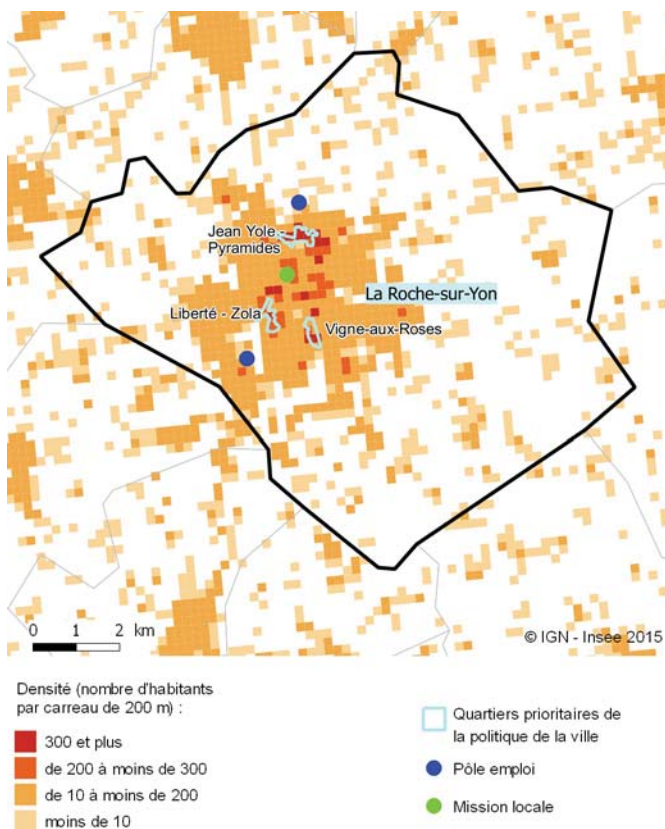 Jean Yole
Pyramides
La Roche-sur-Yon
Liberté - Zola
Vigne-aux-Roses
0 1 2 km
© IGN - Insee 2015
Densité (nombre d'habitants
par carreau de 200 m) :
300 et plus
de 200 à moins de 300
de 10 à moins de 200
moins de 10
Quartiers prioritaires de
la politique de la ville
Pôle emploi
Mission locale